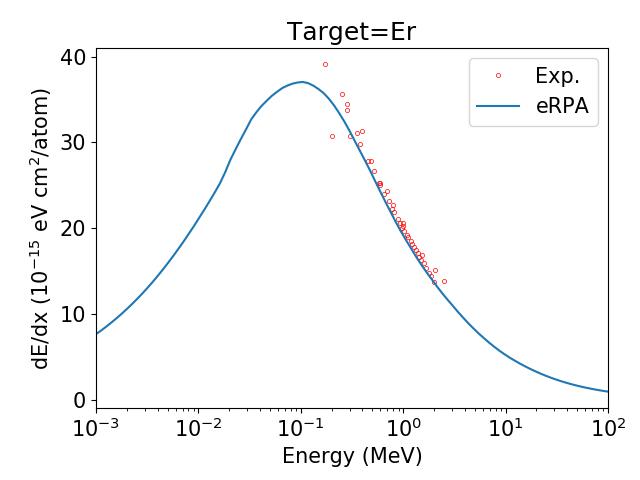 Target=Er
dE/dx (10⁻¹⁵ eV cm²/atom)
40
30
20
10
0
Exp.
eRPA
10⁻³ 10⁻² 10⁻¹ 10⁰ 10¹ 10²
Energy (MeV)